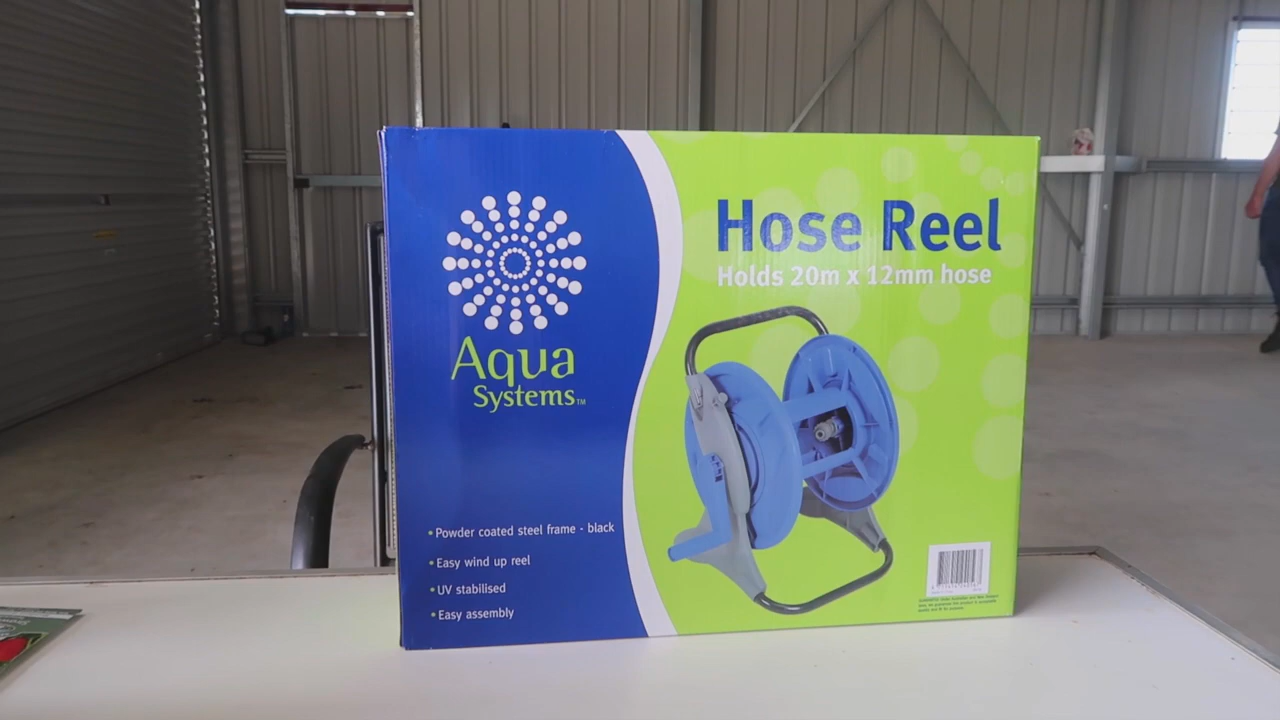 Aqua
Systems™
• Powder coated steel frame - black
• Easy wind up reel
• UV stabilised
• Easy assembly
Hose Reel
Holds 20m x 12mm hose